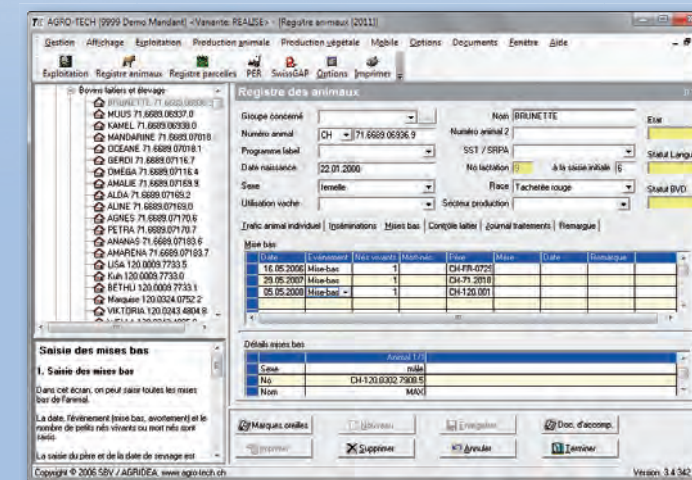 AGRO-TECH (9999 Demo Mandant) <Variante: REALISE> - [Registre animaux (2011)]
Gestion Affichage Exploitation Production animale Production végétale Mobile Options Documents Fenêtre Aide
Exploitation Registre animaux Registre parcelles PER SwissGAP Options Imprimer
Bovins laitiers et élevage
BRUNETTE 71.6689.06936.9
MUUS 71.6689.06937.0
KAMEL 71.6689.06938.0
MANDARINE 71.6689.07018
OCEANE 71.6689.07018.1
GERDI 71.6689.07116.7
OMEGA 71.6689.07116.4
AMALIE 71.6689.07169.9
ALDA 71.6689.07169.2
ALINE 71.6689.07169.0
AGNES 71.6689.07170.6
PETRA 71.6689.07170.7
ANANAS 71.6689.07183.6
AMARENA 71.6689.07183.7
LISA 120.0009.7733.5
Kuh 120.0009.7733.0
BETHLI 120.0009.7733.1
Marquise 120.0324.0752.2
VIKTORIA 120.0243.4804.8
Registre des animaux
Groupe concerné
Nom BRUNETTE
Etat
Numéro animal CH 71.6689.06936.9
Numéro animal 2
Programme label
SST / SRPA
Statut Langu
Date naissance 22.01.2000
No lactation 9 à la saisie initiale 6
Sexe femelle
Race Tachetée rouge
Statut BVD
Utilisation vache
Secteur production
Trafic animal individuel Inséminations Mises bas Contrôle laitier Journal traitements Remarque
Mise bas
Date Evénement Nés vivants Mort-nés Père Mise Date Remarque
16.05.2006 Mise-bas 1 CH-FR-0729
29.05.2007 Mise-bas 1 CH-71.2018
05.05.2008 Mise-bas 1 CH-120.001
Détails mises bas
Animal 1/1
Sexe mâle
No CH-120.0302.7908.5
Nom MAX
Saisie des mises bas
1. Saisie des mises bas
Dans cet écran, on peut saisir toutes les mises
bas de l'animal.
La date, l'événement (mise bas, avortement) et le
nombre de petits nés vivants ou mort nés sont
saisis.
La saisie du père et de la date de sevrage est
Marques oreilles Nouveau Enregistrer Doc. d'accomp.
Imprimer Supprimer Annuler Terminer
Copyright © 2006 SBV / AGRIDEA, www.agro-tech.ch
Version: 3.4.342